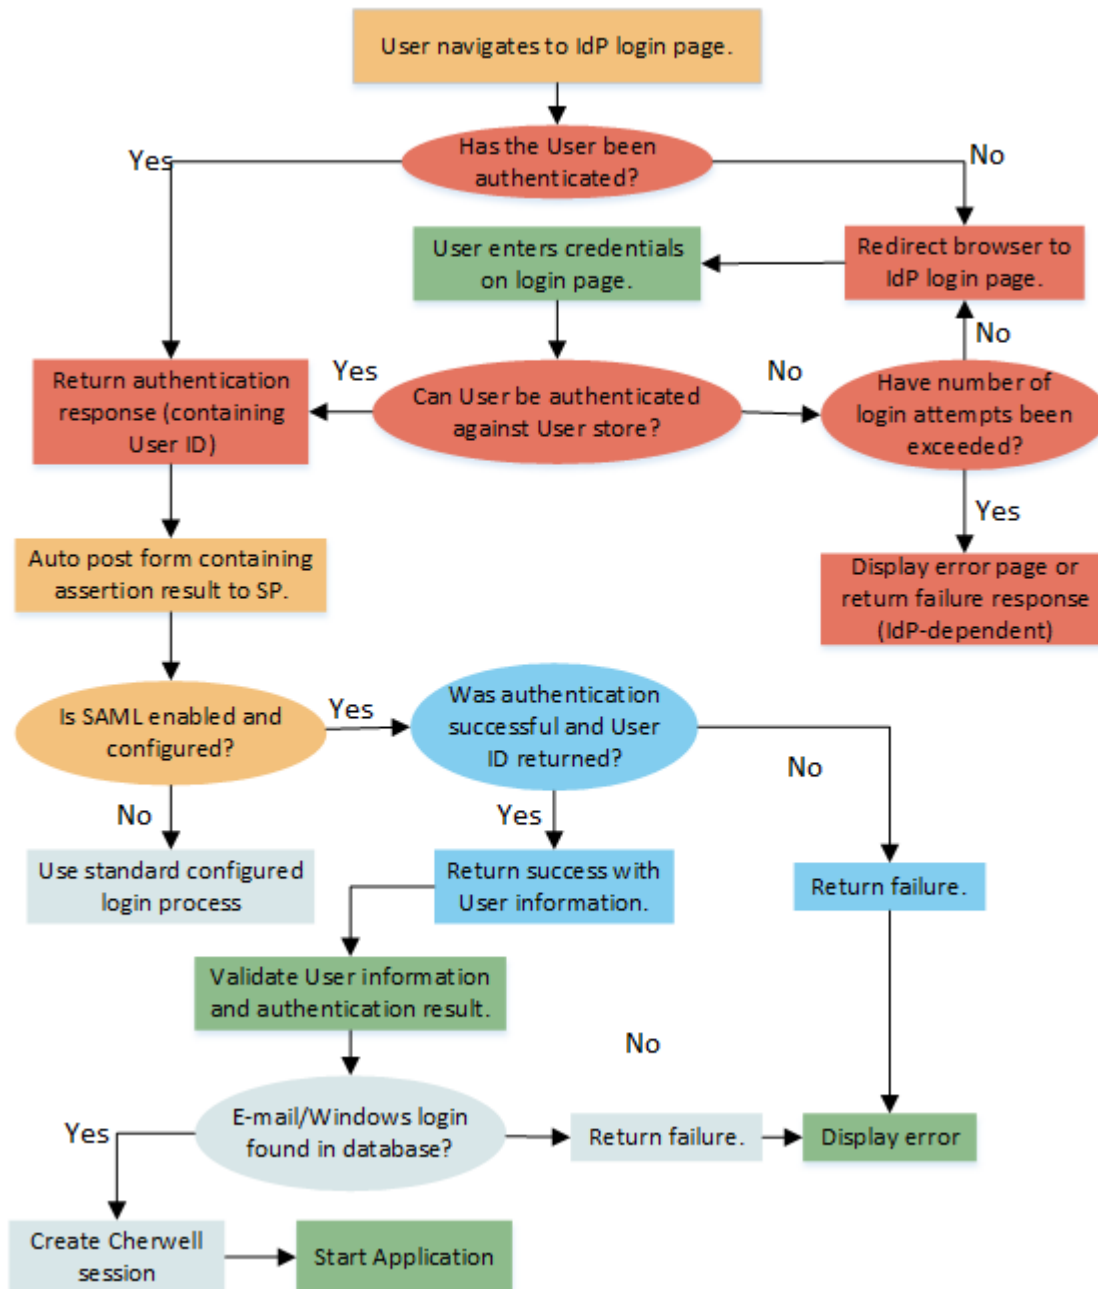 User navigates to IdP login page.
Has the User been
authenticated?
Yes
No
User enters credentials
on login page.
Redirect browser to
IdP login page.
No
Return authentication
response (containing
User ID)
Yes
Can User be authenticated
against User store?
No
Have number of
login attempts been
exceeded?
Yes
Auto post form containing
assertion result to SP.
Display error page or
return failure response
(IdP-dependent)
Is SAML enabled and
configured?
Yes
Was authentication
successful and User
ID returned?
No
No
Yes
Use standard configured
login process
Return success with
User information.
Return failure.
Validate User information
and authentication result.
No
Yes
E-mail/Windows login
found in database?
Return failure.
Display error
Create Cherwell
session
Start Application